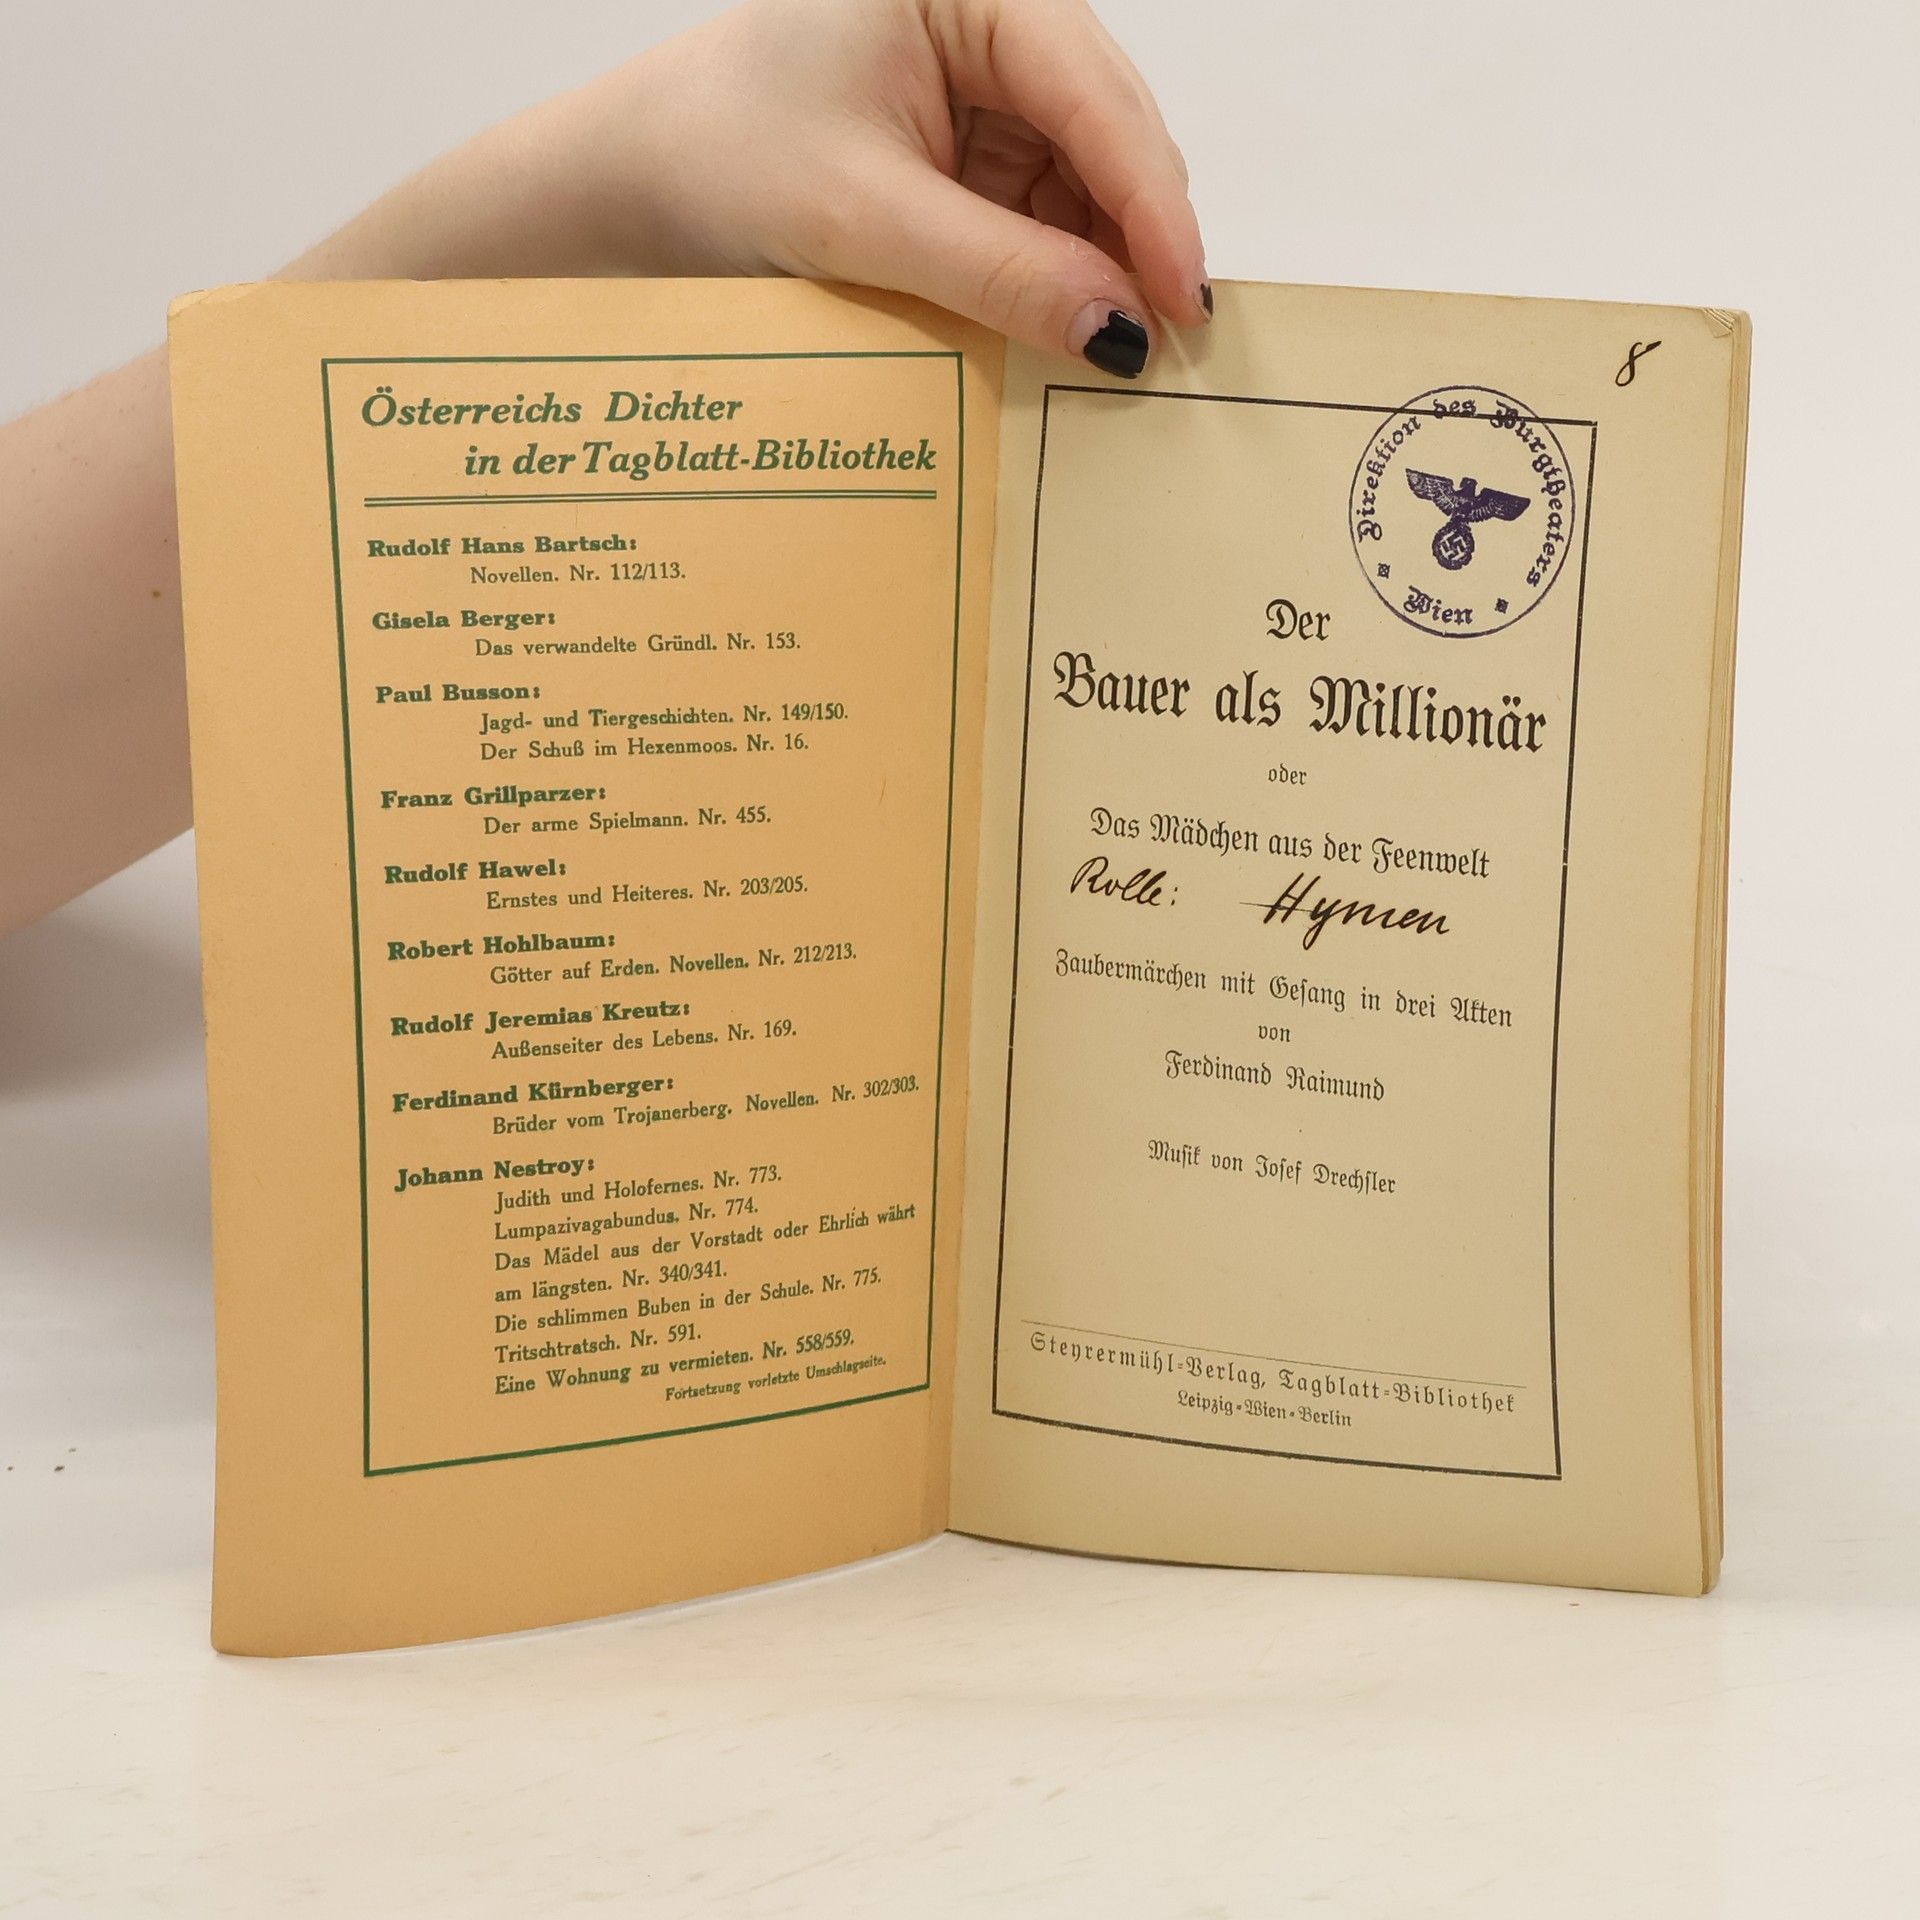 Österreichs Dichter
in der Tagblatt-Bibliothek
Rudolf Hans Bartsch:
Novellen. Nr. 112/113.
Gisela Berger:
Das verwandelte Gründl. Nr. 153.
Paul Busson:
Jagd- und Tiergeschichten. Nr. 149/150.
Der Schuß im Hexenmoos. Nr. 16.
Franz Grillparzer:
Der arme Spielmann. Nr. 455.
Rudolf Hawel:
Ernstes und Heiteres. Nr. 203/205.
Robert Hohlbaum:
Götter auf Erden. Novellen. Nr. 212/213.
Rudolf Jeremias Kreutz:
Außenseiter des Lebens. Nr. 169.
Ferdinand Kürnberger:
Brüder vom Trojanerberg. Novellen. Nr. 302/303.
Johann Nestroy:
Judith und Holofernes. Nr. 773.
Lumpazivagabundus. Nr. 774.
Das Mädel aus der Vorstadt oder Ehrlich währt
am längsten. Nr. 340/341.
Die schlimmen Buben in der Schule. Nr. 775.
Tritschtratsch. Nr. 591.
Eine Wohnung zu vermieten. Nr. 558/559.
Fortsetzung vorletzte Umschlagseite.
8
Direktion des Burgtheaters
Wien
Der
Bauer als Millionär
oder
Das Mädchen aus der Feenwelt
Rolle: Hymen
Zaubermärchen mit Gesang in drei Akten
von
Ferdinand Raimund
Musik von Josef Drechsler
Steyrermühl-Verlag, Tagblatt-Bibliothek
Leipzig-Wien-Berlin